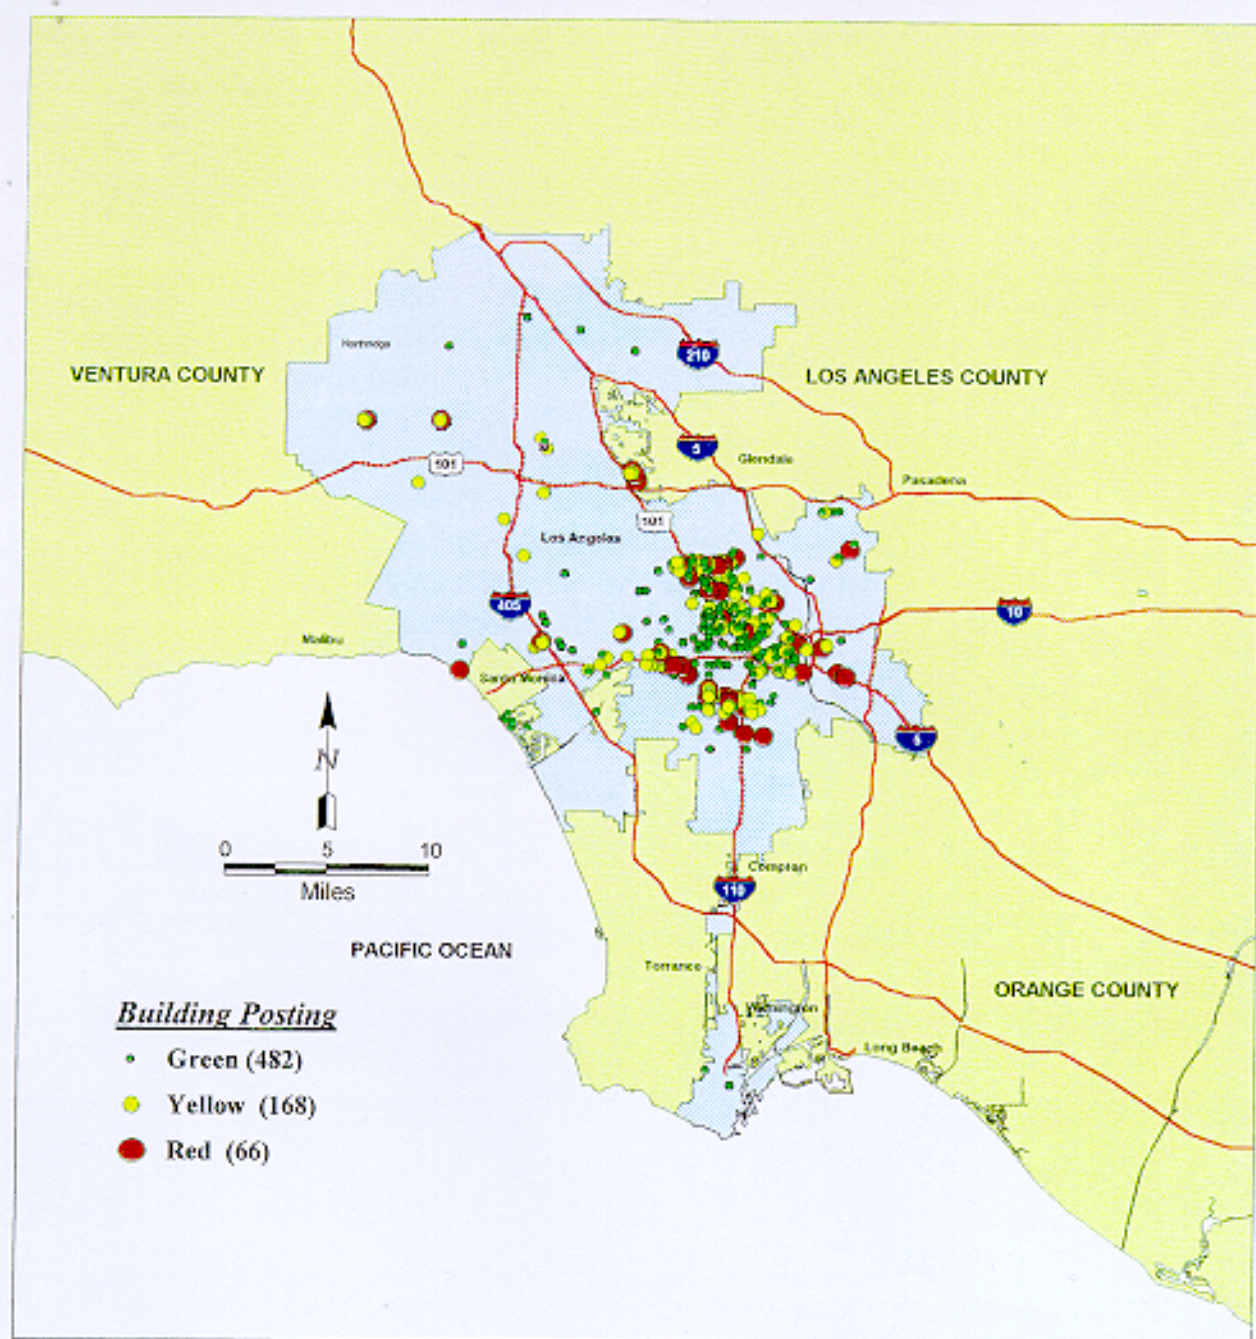 Northridge
210
VENTURA COUNTY
LOS ANGELES COUNTY
5
Glendale
101
Pasadena
101
Los Angeles
405
10
Malibu
Santa Monica
N
5
0 5 10
Miles
Compton
110
PACIFIC OCEAN
Torrance
ORANGE COUNTY
Building Posting
Wilmington
Long Beach
Green (482)
Yellow (168)
Red (66)